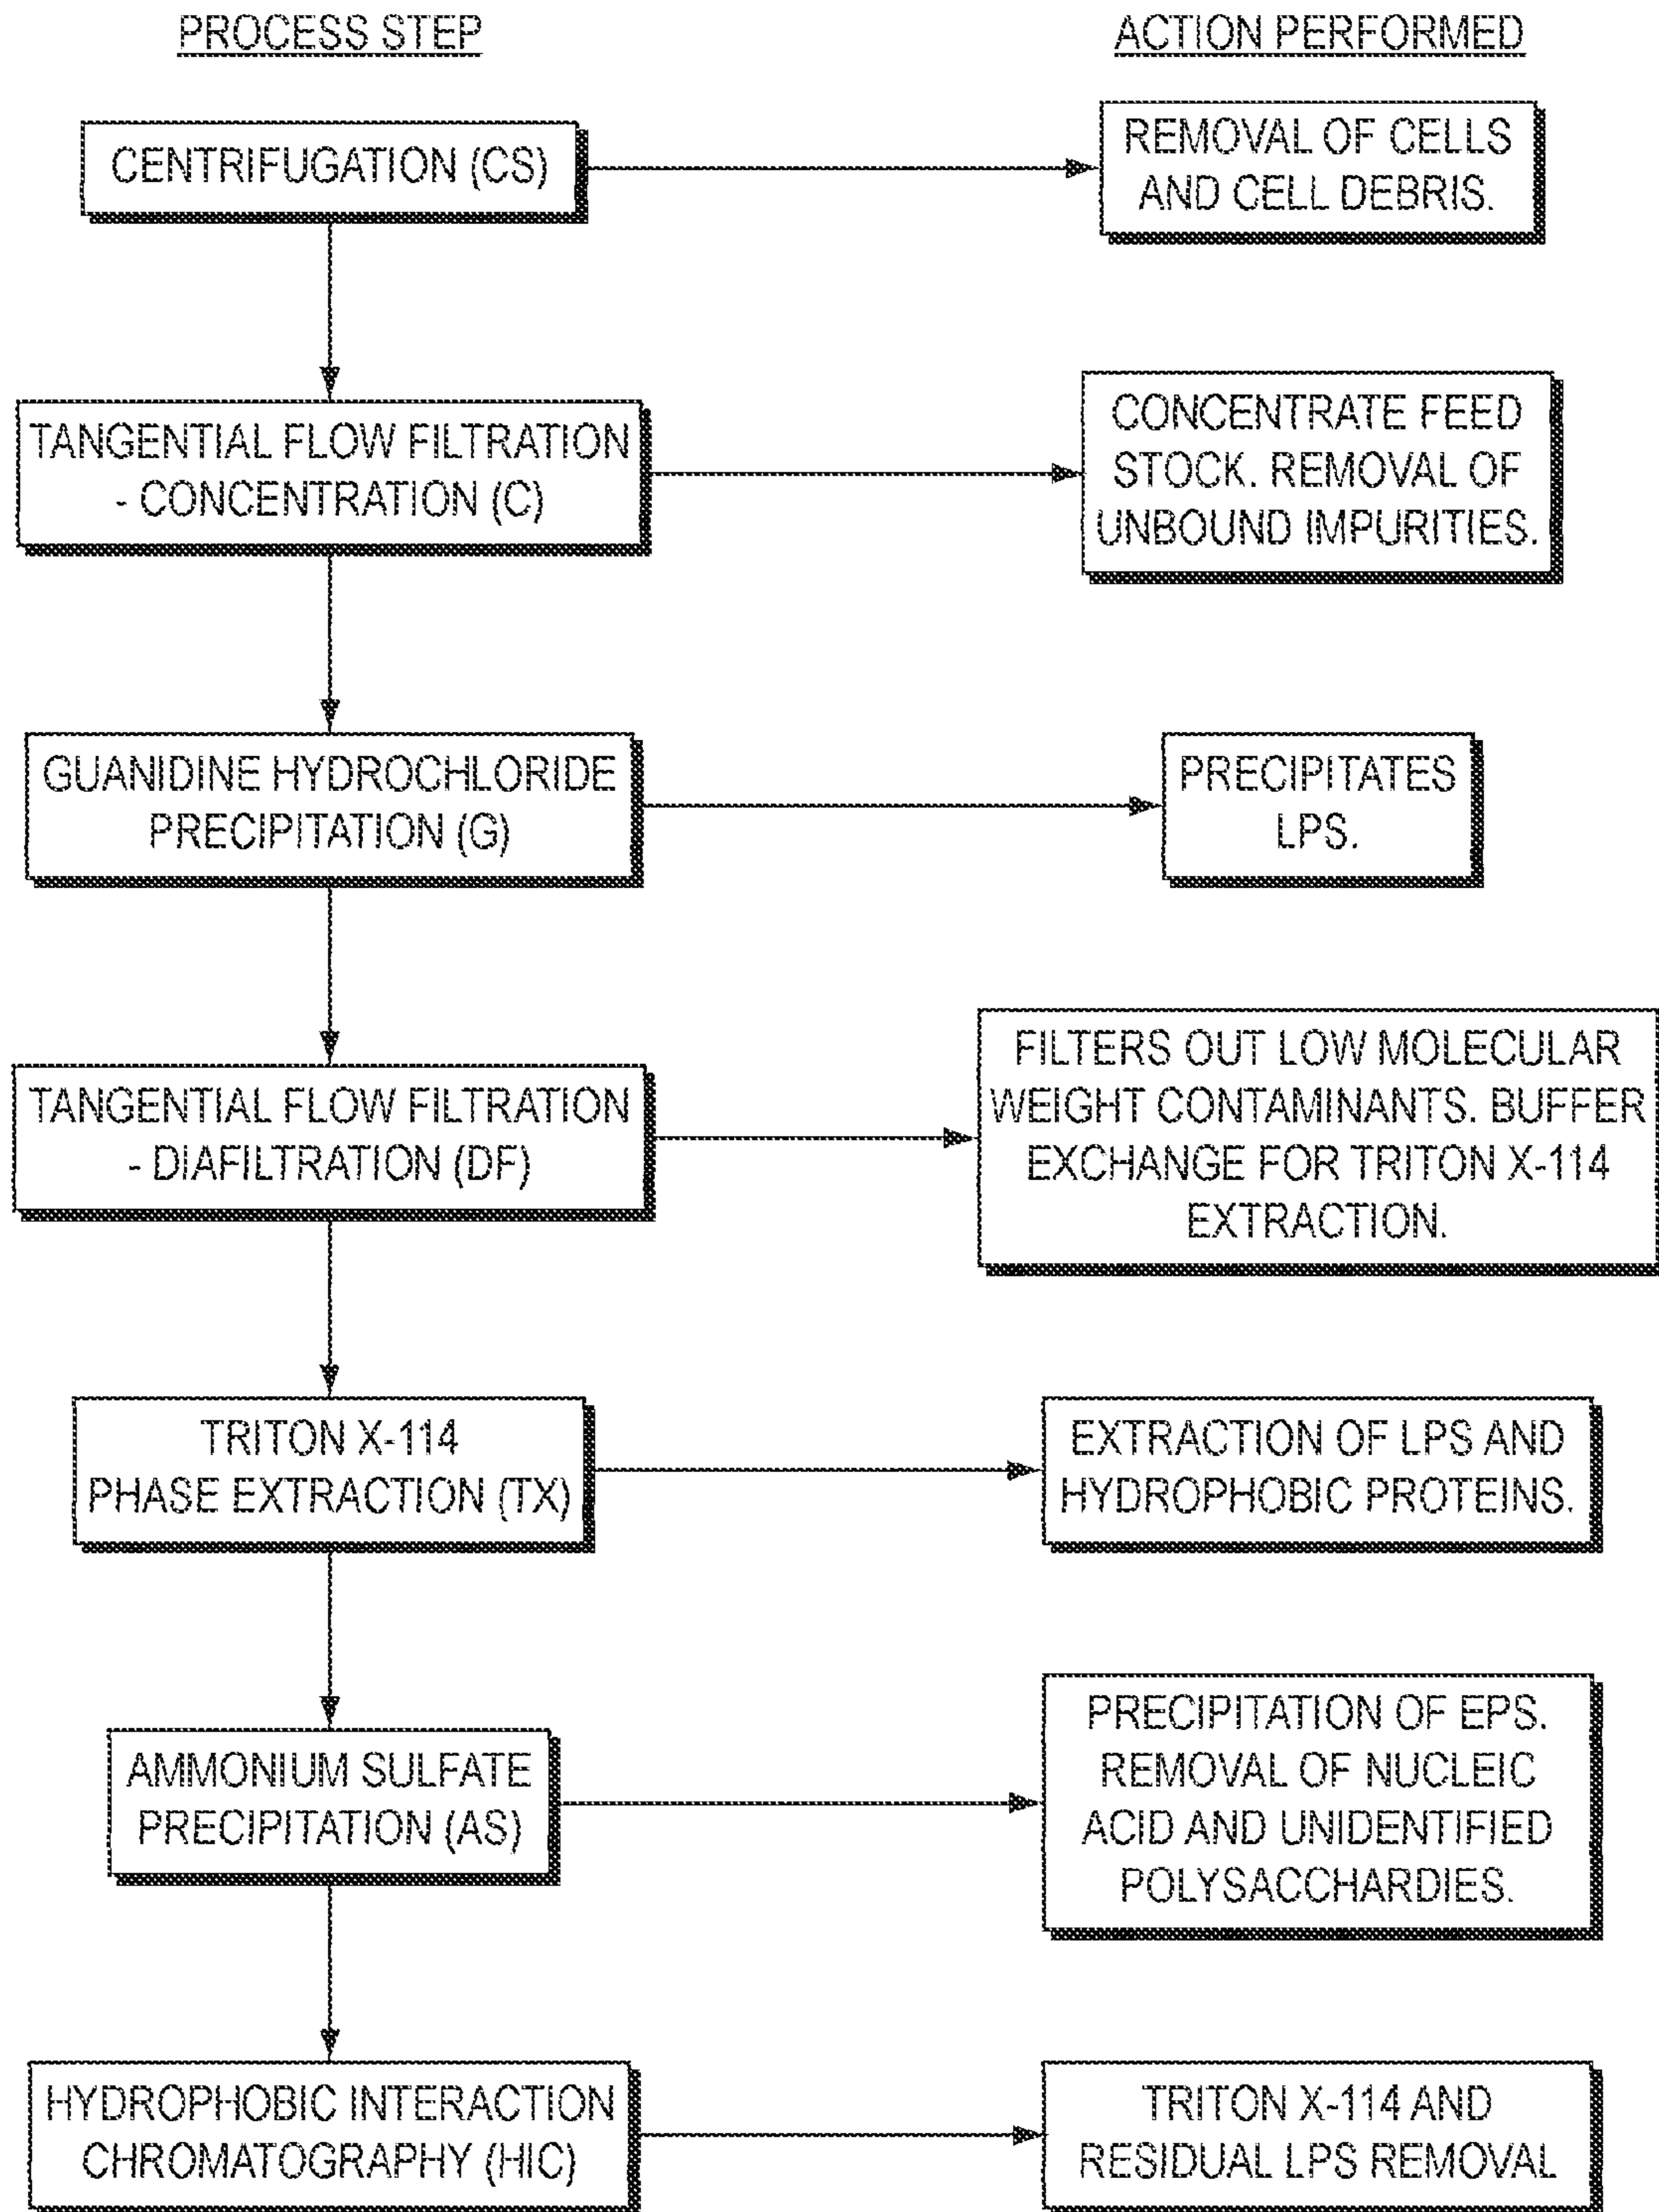 PROCESS STEP
ACTION PERFORMED
CENTRIFUGATION (CS)
REMOVAL OF CELLS
AND CELL DEBRIS.
TANGENTIAL FLOW FILTRATION
- CONCENTRATION (C)
CONCENTRATE FEED
STOCK. REMOVAL OF
UNBOUND IMPURITIES.
GUANIDINE HYDROCHLORIDE
PRECIPITATION (G)
PRECIPITATES
LPS.
TANGENTIAL FLOW FILTRATION
- DIAFILTRATION (DF)
FILTERS OUT LOW MOLECULAR
WEIGHT CONTAMINANTS. BUFFER
EXCHANGE FOR TRITON X-114
EXTRACTION.
TRITON X-114
PHASE EXTRACTION (TX)
EXTRACTION OF LPS AND
HYDROPHOBIC PROTEINS.
AMMONIUM SULFATE
PRECIPITATION (AS)
PRECIPITATION OF EPS.
REMOVAL OF NUCLEIC
ACID AND UNIDENTIFIED
POLYSACCHARDIES.
HYDROPHOBIC INTERACTION
CHROMATOGRAPHY (HIC)
TRITON X-114 AND
RESIDUAL LPS REMOVAL